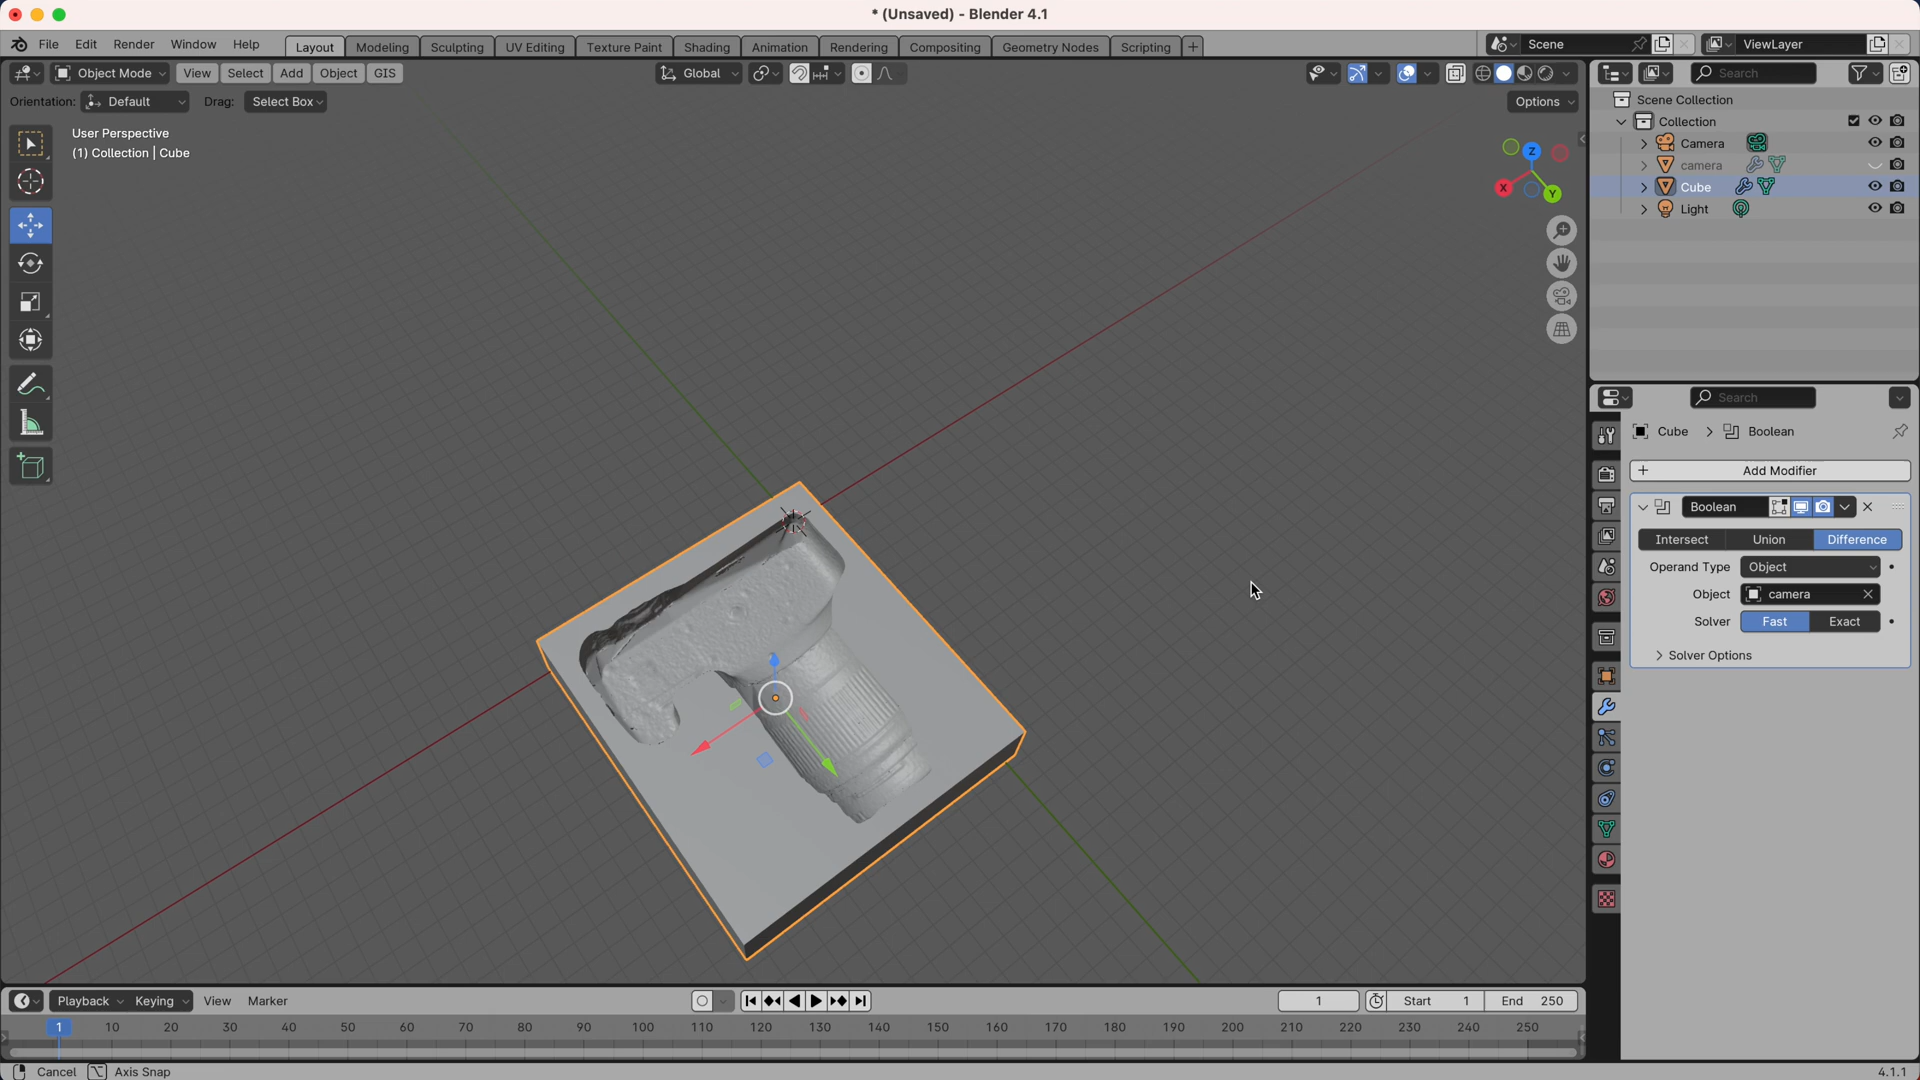 * (Unsaved) - Blender 4.1
File Edit Render Window Help Layout Modeling Sculpting UV Editing Texture Paint Shading Animation Rendering Compositing Geometry Nodes Scripting + Scene ViewLayer
Object Mode View Select Add Object GIS Global Search
Orientation: Default Drag: Select Box Options
User Perspective
(1) Collection | Cube
Z
X
Y
Scene Collection
Collection
Camera
camera
Cube
Light
Search
Cube > Boolean
+ Add Modifier
Boolean
Intersect Union Difference
Operand Type Object
Object camera
Solver Fast Exact
Solver Options
Playback Keying View Marker 1 Start 1 End 250
1 10 20 30 40 50 60 70 80 90 100 110 120 130 140 150 160 170 180 190 200 210 220 230 240 250
Cancel Axis Snap 4.1.1